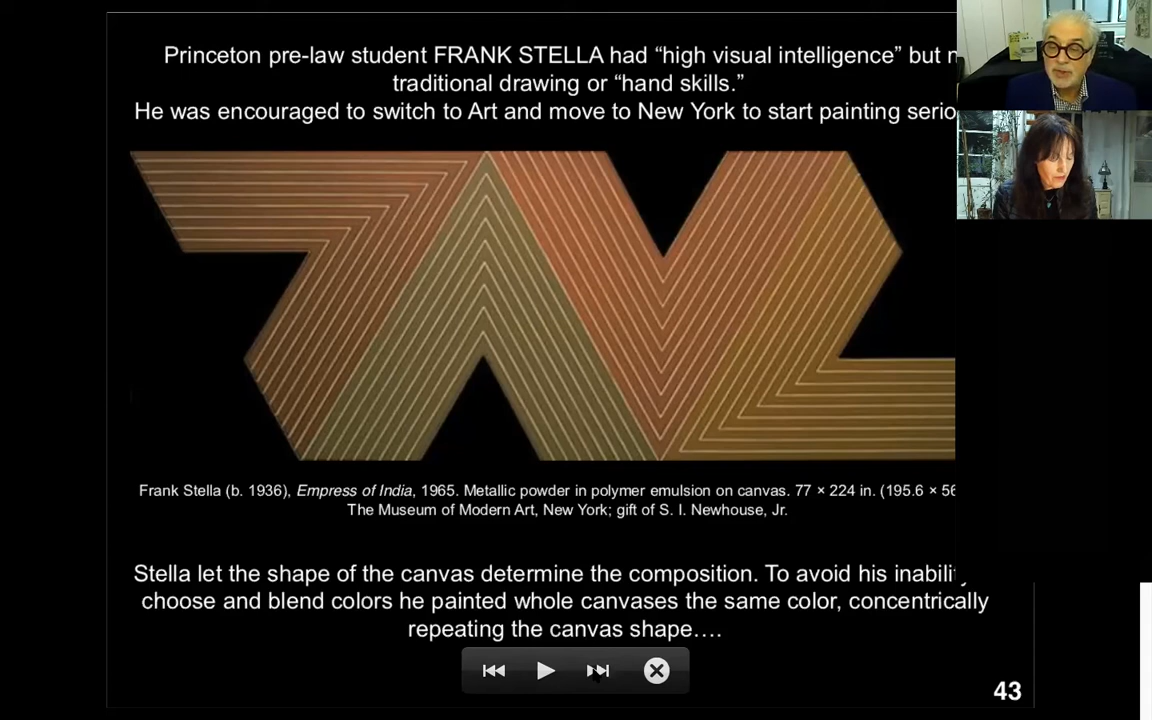 Princeton pre-law student FRANK STELLA had “high visual intelligence” but
traditional drawing or “hand skills.”
He was encouraged to switch to Art and move to New York to start painting
Frank Stella (b. 1936), Empress of India, 1965. Metallic powder in polymer emulsion on canvas. 77 × 224 in. (195.6 ×
The Museum of Modern Art, New York; gift of S. I. Newhouse, Jr.
Stella let the shape of the canvas determine the composition. To avoid his
choose and blend colors he painted whole canvases the same color, concentrically
repeating the canvas shape….
43